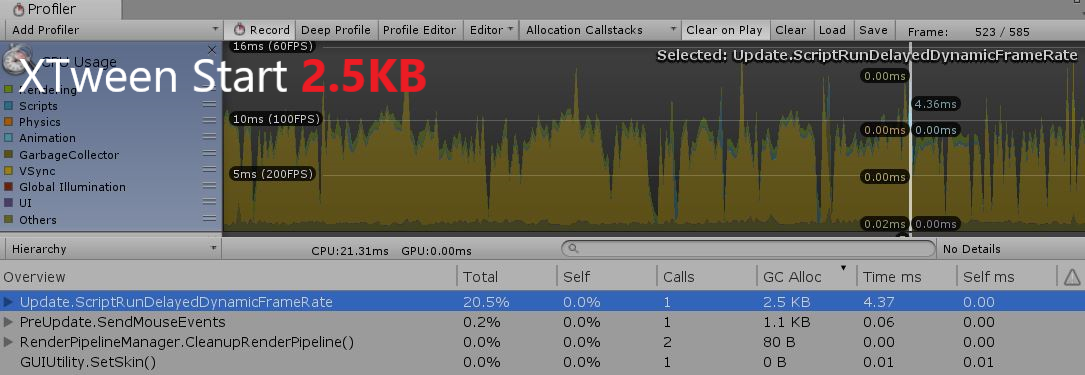 Profiler
Add Profiler Record Deep Profile Profile Editor Editor Allocation Callstacks Clear on Play Clear Load Save Frame: 523 / 585
CPU Usage 16ms (60FPS) Selected: Update.ScriptRunDelayedDynamicFrameRate
XTween Start 2.5KB 0.00ms
Rendering
Scripts 4.36ms
Physics 10ms (100FPS) 0.00ms 0.00ms
Animation
GarbageCollector
VSync 5ms (200FPS) 0.00ms
Global Illumination
UI
Others 0.02ms 0.00ms
Hierarchy CPU:21.31ms GPU:0.00ms No Details
Overview Total Self Calls GC Alloc Time ms Self ms
Update.ScriptRunDelayedDynamicFrameRate 20.5% 0.0% 1 2.5 KB 4.37 0.00
PreUpdate.SendMouseEvents 0.2% 0.0% 1 1.1 KB 0.06 0.00
RenderPipelineManager.CleanupRenderPipeline() 0.0% 0.0% 2 80 B 0.00 0.00
GUIUtility.SetSkin() 0.0% 0.0% 1 0 B 0.01 0.01